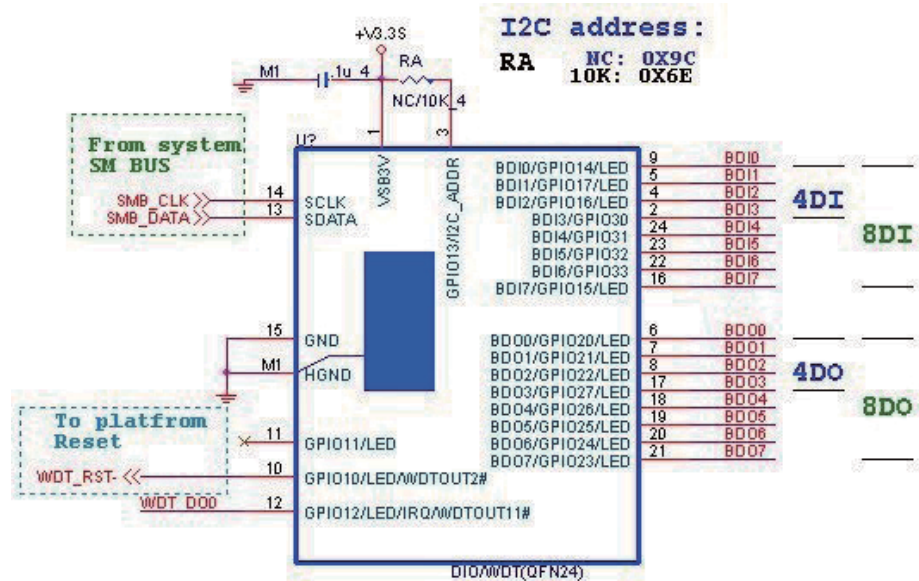 I2C address:
RA NC: 0X9C
10K: 0X6E
+V3.3S
M1 .1u_4 RA
NC/10K_4
U?
1 3
VSB3V
GPIO13/I2C_ADDR
From system
SM BUS
SMB_CLK 14 SCLK
SMB_DATA 13 SDATA
BDI0/GPIO14/LED 9 BDI0
BDI1/GPIO17/LED 5 BDI1
BDI2/GPIO16/LED 4 BDI2
BDI3/GPIO30 2 BDI3
BDI4/GPIO31 24 BDI4
BDI5/GPIO32 23 BDI5
BDI6/GPIO33 22 BDI6
BDI7/GPIO15/LED 16 BDI7
4DI
8DI
15 GND
M1 HGND
BDO0/GPIO20/LED 6 BDO0
BDO1/GPIO21/LED 7 BDO1
BDO2/GPIO22/LED 8 BDO2
BDO3/GPIO27/LED 17 BDO3
BDO4/GPIO26/LED 18 BDO4
BDO5/GPIO25/LED 19 BDO5
BDO6/GPIO24/LED 20 BDO6
BDO7/GPIO23/LED 21 BDO7
4DO
8DO
To platfrom
Reset
11 GPIO11/LED
WDT_RST- 10 GPIO10/LED/WDTOUT2#
WDT_DO0 12 GPIO12/LED/IRQ/WDTOUT11#
DIO/WDT(QFN24)